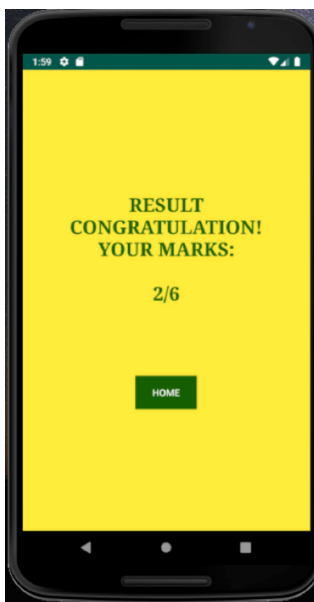 1:59
RESULT
CONGRATULATION!
YOUR MARKS:
2/6
HOME